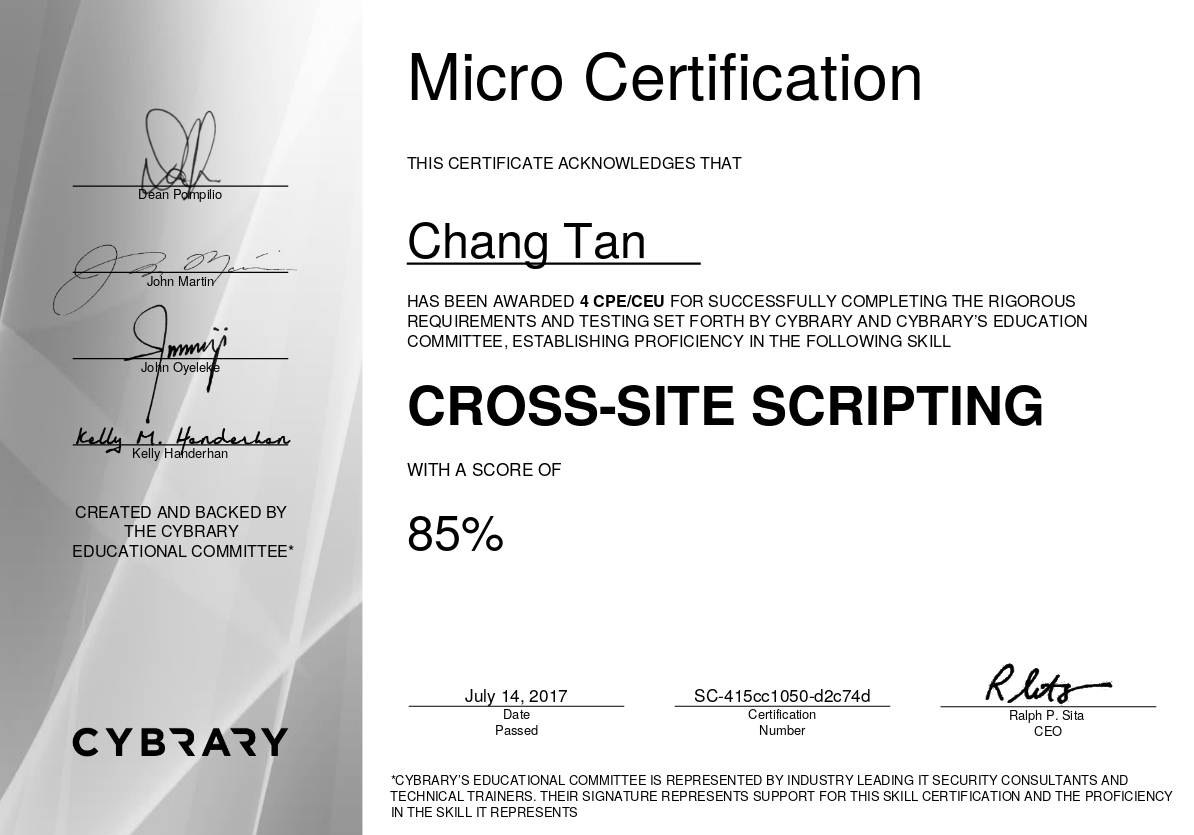 Micro Certification
THIS CERTIFICATE ACKNOWLEDGES THAT
Chang Tan
HAS BEEN AWARDED 4 CPE/CEU FOR SUCCESSFULLY COMPLETING THE RIGOROUS
REQUIREMENTS AND TESTING SET FORTH BY CYBRARY AND CYBRARY'S EDUCATION
COMMITTEE, ESTABLISHING PROFICIENCY IN THE FOLLOWING SKILL
CROSS-SITE SCRIPTING
WITH A SCORE OF
85%
July 14, 2017
Date
Passed
SC-415cc1050-d2c74d
Certification
Number
Ralph P. Sita
CEO
*CYBRARY'S EDUCATIONAL COMMITTEE IS REPRESENTED BY INDUSTRY LEADING IT SECURITY CONSULTANTS AND
TECHNICAL TRAINERS. THEIR SIGNATURE REPRESENTS SUPPORT FOR THIS SKILL CERTIFICATION AND THE PROFICIENCY
IN THE SKILL IT REPRESENTS
Dean Pompilio
John Martin
John Oyeleke
Kelly M. Handerhan
Kelly Handerhan
CREATED AND BACKED BY
THE CYBRARY
EDUCATIONAL COMMITTEE*
CYBRARY